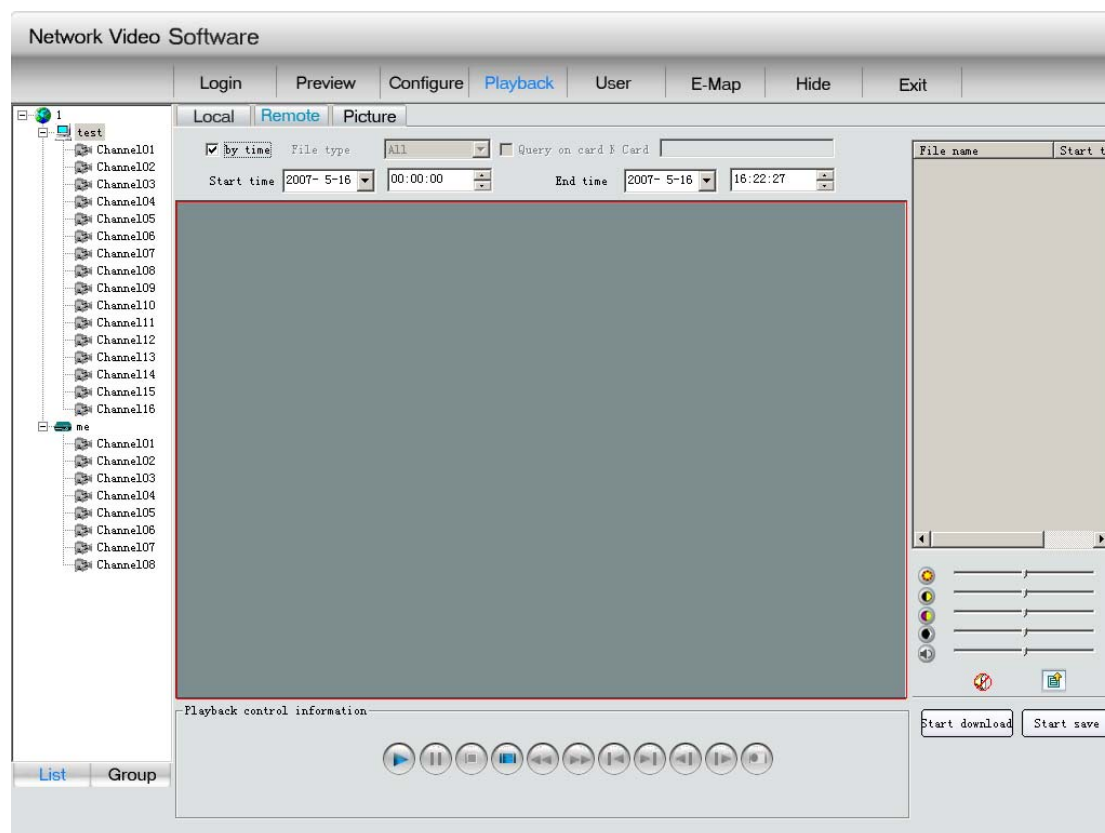 Network Video Software
Login Preview Configure Playback User E-Map Hide Exit
Local Remote Picture
by time File type All Query on card N Card
Start time 2007- 5-16 00:00:00 End time 2007- 5-16 16:22:27
File name Start t
1
test
Channel01
Channel02
Channel03
Channel04
Channel05
Channel06
Channel07
Channel08
Channel09
Channel10
Channel11
Channel12
Channel13
Channel14
Channel15
Channel16
me
Channel01
Channel02
Channel03
Channel04
Channel05
Channel06
Channel07
Channel08
List Group
Playback control information
Start download Start save